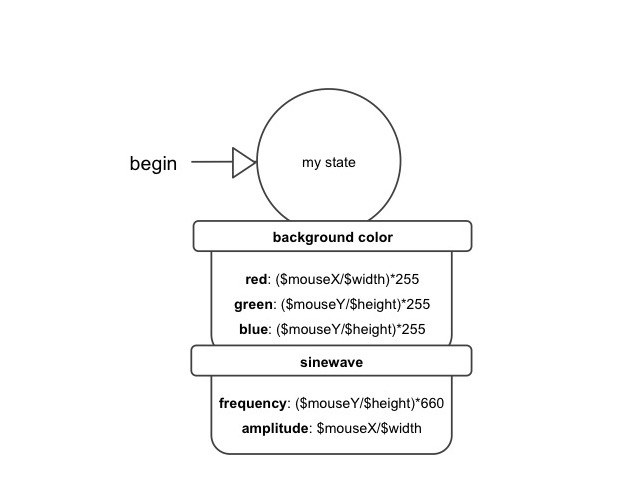 begin
my state
background color
red: ($mouseX/$width)*255
green: ($mouseY/$height)*255
blue: ($mouseY/$height)*255
sinewave
frequency: ($mouseY/$height)*660
amplitude: $mouseX/$width